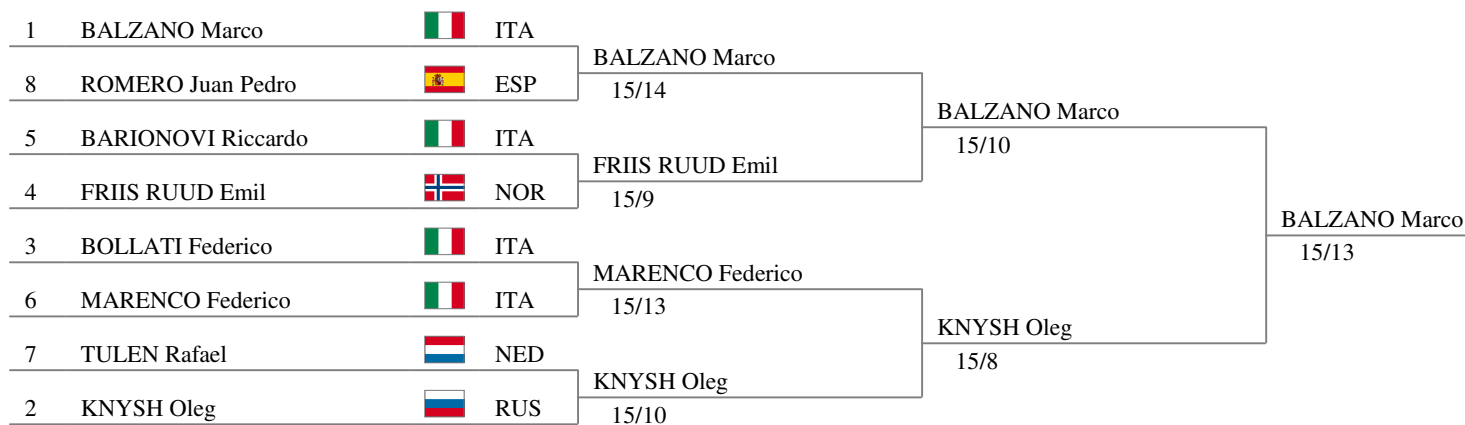 1 BALZANO Marco ITA
8 ROMERO Juan Pedro ESP
5 BARIONOVI Riccardo ITA
4 FRIIS RUUD Emil NOR
3 BOLLATI Federico ITA
6 MARENCO Federico ITA
7 TULEN Rafael NED
2 KNYSH Oleg RUS
BALZANO Marco
15/14
FRIIS RUUD Emil
15/9
MARENCO Federico
15/13
KNYSH Oleg
15/10
BALZANO Marco
15/10
KNYSH Oleg
15/8
BALZANO Marco
15/13